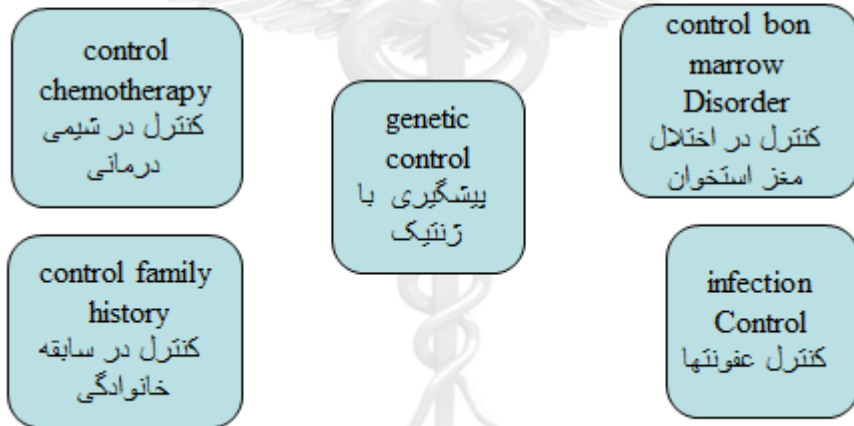 control
chemotherapy
کنترل در شیمی
درمانی
genetic
control
پیشگیری با
ژنتیک
control bon
marrow
Disorder
کنترل در اختلال
مغز استخوان
control family
history
کنترل در سابقه
خانوادگی
infection
Control
کنترل عفونتها